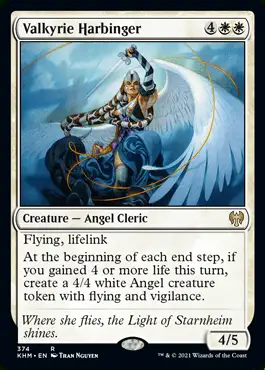 Valkyrie Harbinger 4
Creature — Angel Cleric
Flying, lifelink
At the beginning of each end step, if
you gained 4 or more life this turn,
create a 4/4 white Angel creature
token with flying and vigilance.
Where she flies, the Light of Starnheim
shines.
4/5
374 R
KHM • EN Tran Nguyen
™ & © 2021 Wizards of the Coast